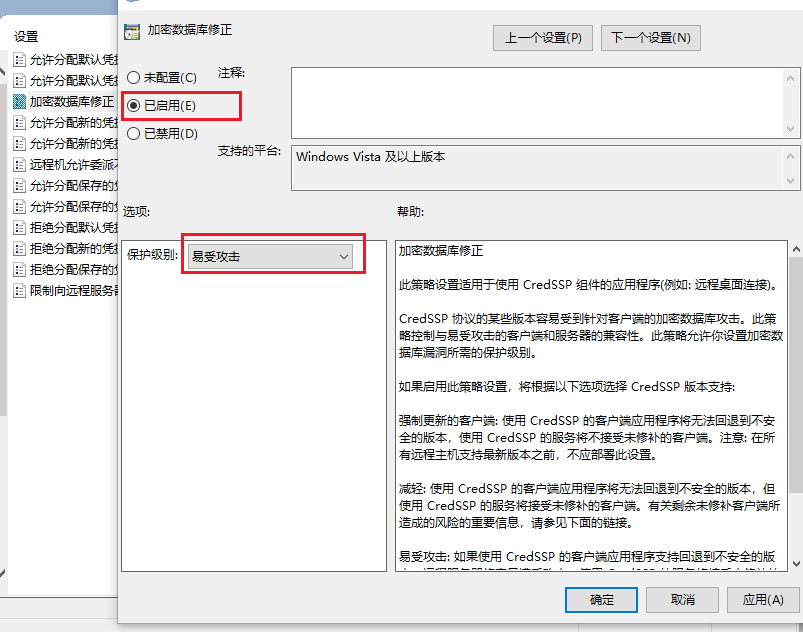 加密数据库修正
上一个设置(P)
下一个设置(N)
设置
允许分配默认凭
允许分配默认凭
加密数据库修正
允许分配新的凭
允许分配新的凭
远程机允许委派
允许分配保存的
允许分配保存的
拒绝分配默认凭
拒绝分配新的凭
拒绝分配保存的
限制向远程服务
未配置(C)
注释:
已启用(E)
已禁用(D)
支持的平台:
Windows Vista 及以上版本
选项:
帮助:
保护级别:
易受攻击
加密数据库修正
此策略设置适用于使用 CredSSP 组件的应用程序(例如: 远程桌面连接)。
CredSSP 协议的某些版本容易受到针对客户端的加密数据库攻击。此策
略控制与易受攻击的客户端和服务器的兼容性。此策略允许你设置加密数
据库漏洞所需的保护级别。
如果启用此策略设置，将根据以下选项选择 CredSSP 版本支持:
强制更新的客户端: 使用 CredSSP 的客户端应用程序将无法回退到不安
全的版本，使用 CredSSP 的服务将不接受未修补的客户端。注意: 在所
有远程主机支持最新版本之前，不应部署此设置。
减轻: 使用 CredSSP 的客户端应用程序将无法回退到不安全的版本，但
使用 CredSSP 的服务将接受未修补的客户端。有关剩余未修补客户端所
造成的风险的重要信息，请参见下面的链接。
易受攻击: 如果使用 CredSSP 的客户端应用程序支持回退到不安全的版
确定
取消
应用(A)